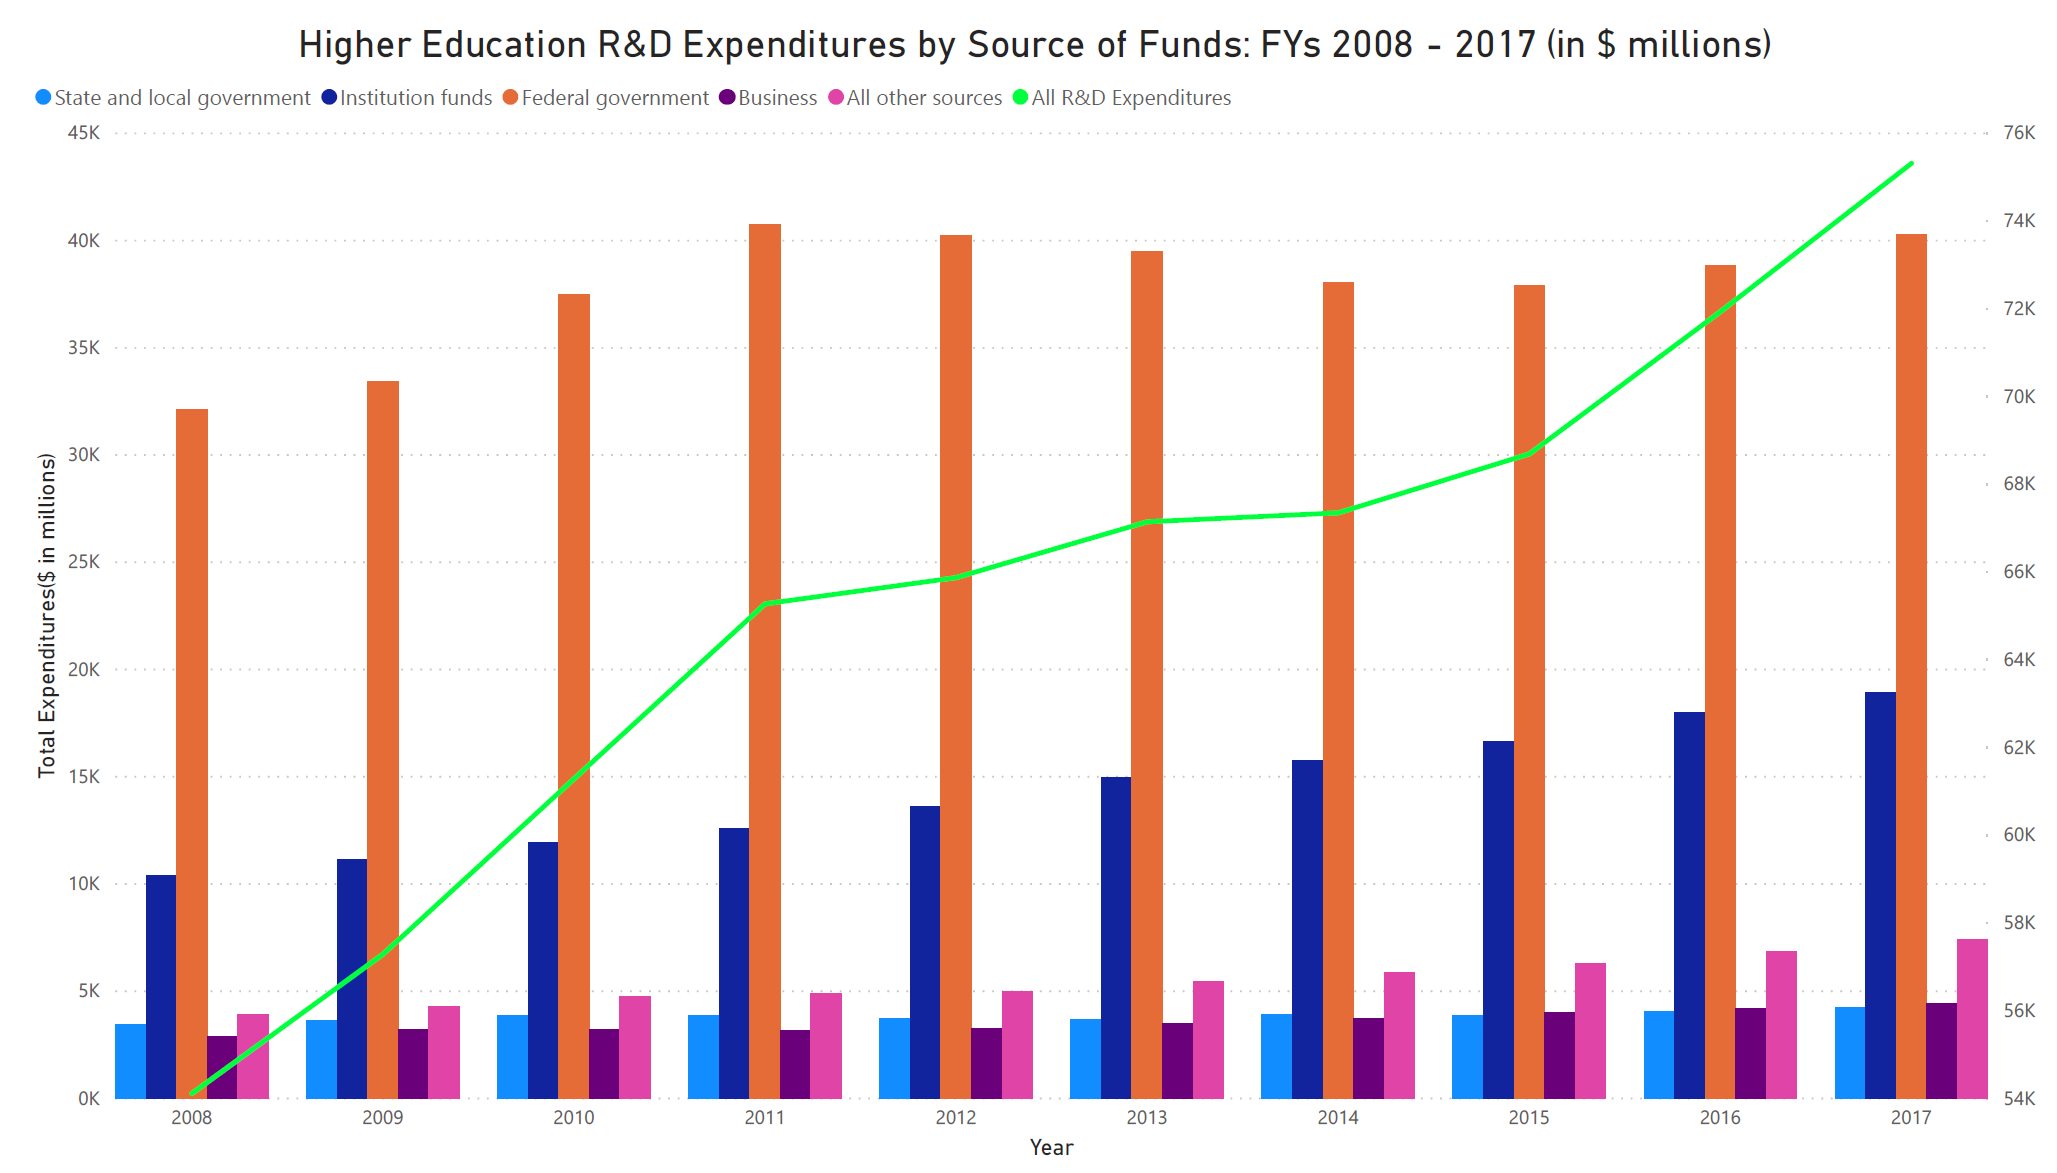 Higher Education R&D Expenditures by Source of Funds: FYs 2008 - 2017 (in $ millions)
State and local government Institution funds Federal government Business All other sources All R&D Expenditures
45K 76K
40K 74K
35K 72K
30K 70K
25K 68K
20K 66K
15K 64K
10K 62K
5K 60K
0K 58K
56K
54K
Total Expenditures($ in millions)
2008 2009 2010 2011 2012 2013 2014 2015 2016 2017
Year